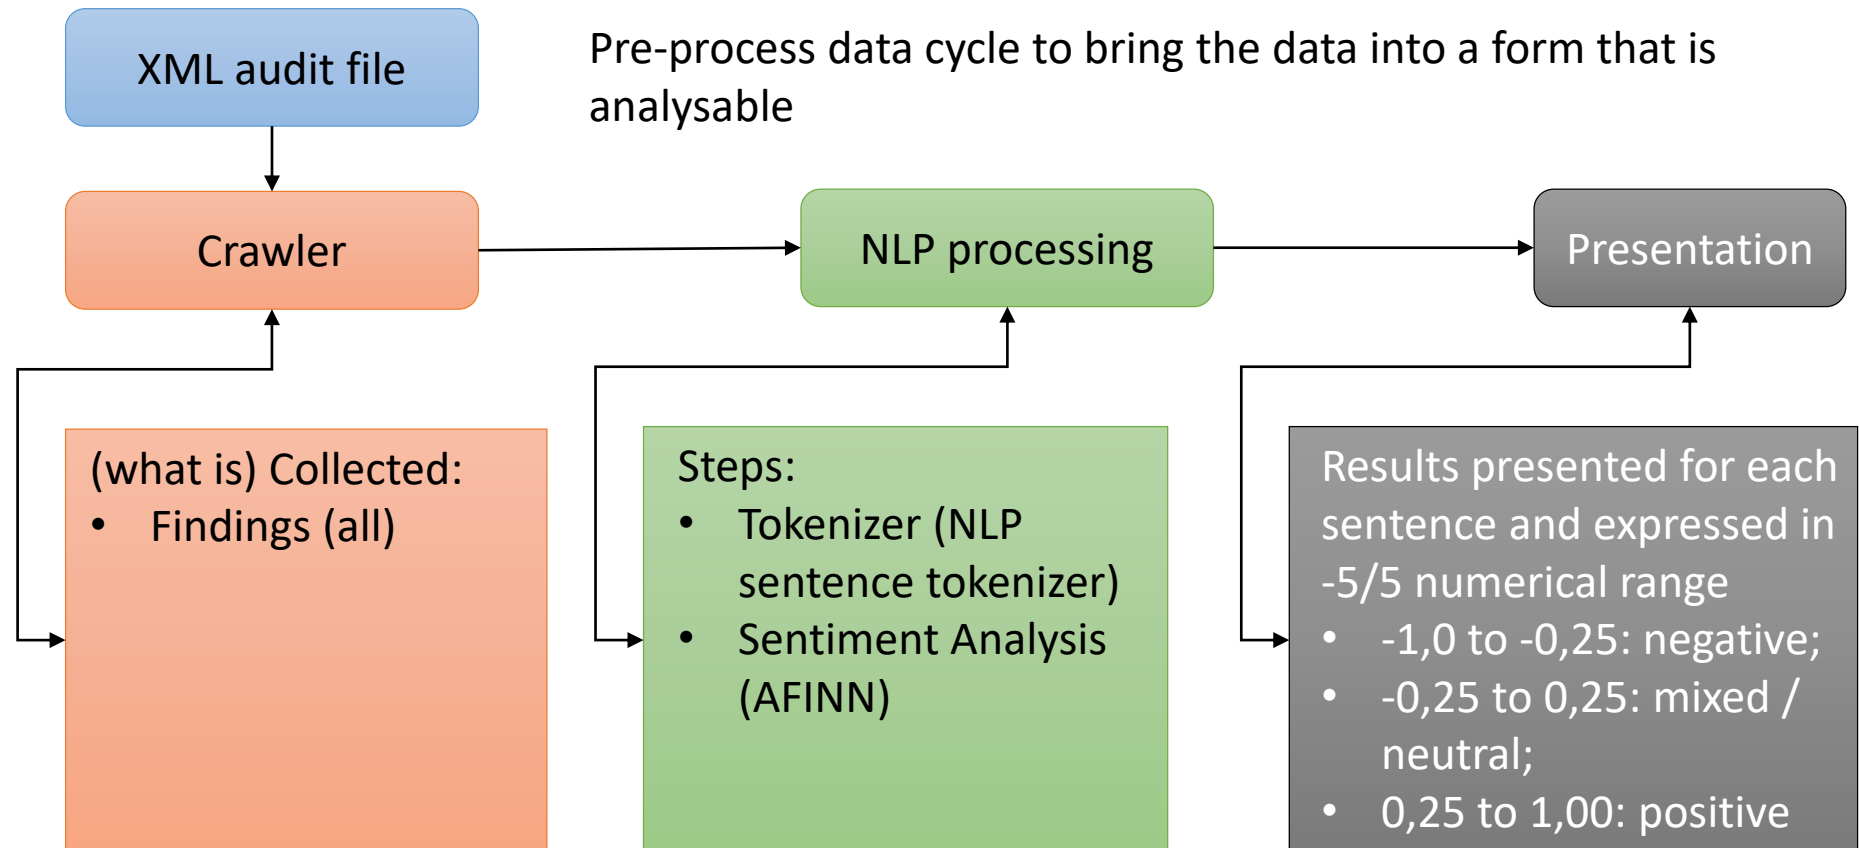 XML audit file
Pre-process data cycle to bring the data into a form that is
analysable
Crawler
NLP processing
Presentation
(what is) Collected:
• Findings (all)
Steps:
• Tokenizer (NLP
sentence tokenizer)
• Sentiment Analysis
(AFINN)
Results presented for each
sentence and expressed in
-5/5 numerical range
• -1,0 to -0,25: negative;
• -0,25 to 0,25: mixed /
neutral;
• 0,25 to 1,00: positive